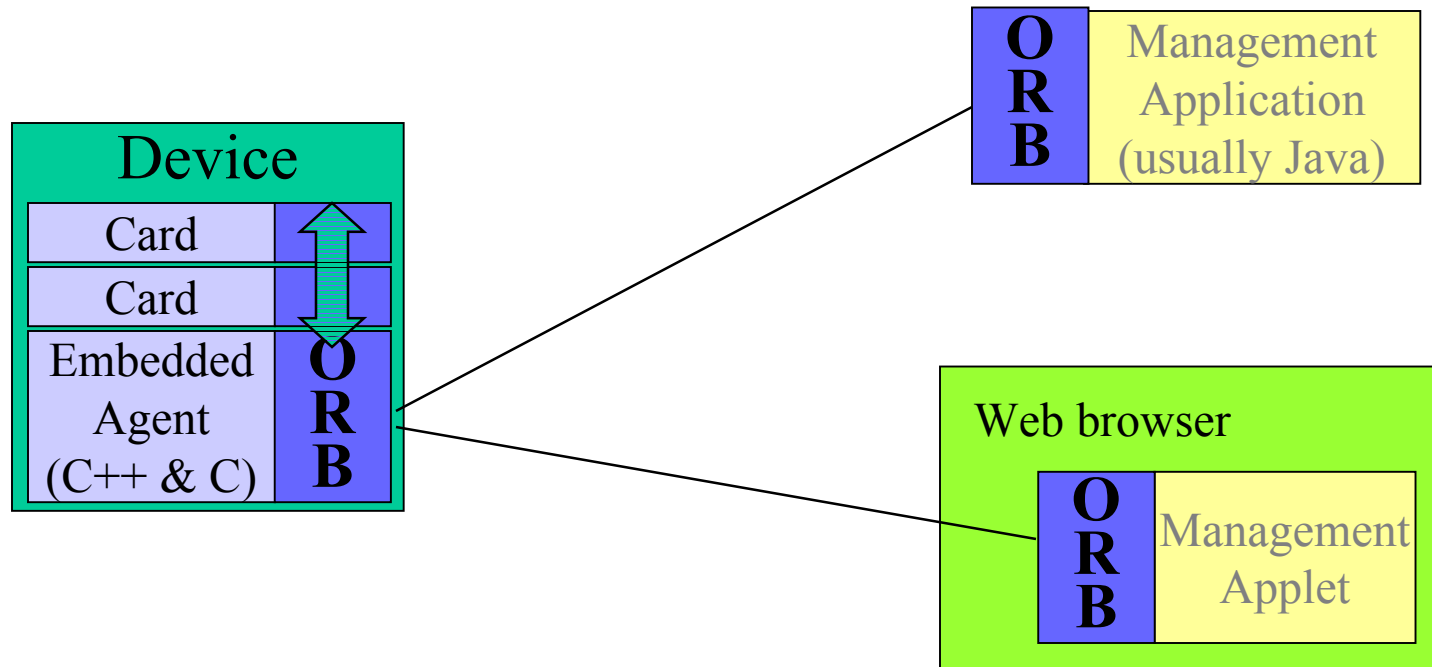 Device
Card
Card
Embedded
Agent
(C++ & C)
O
R
B
O
R
B
Management
Application
(usually Java)
Web browser
O
R
B
Management
Applet